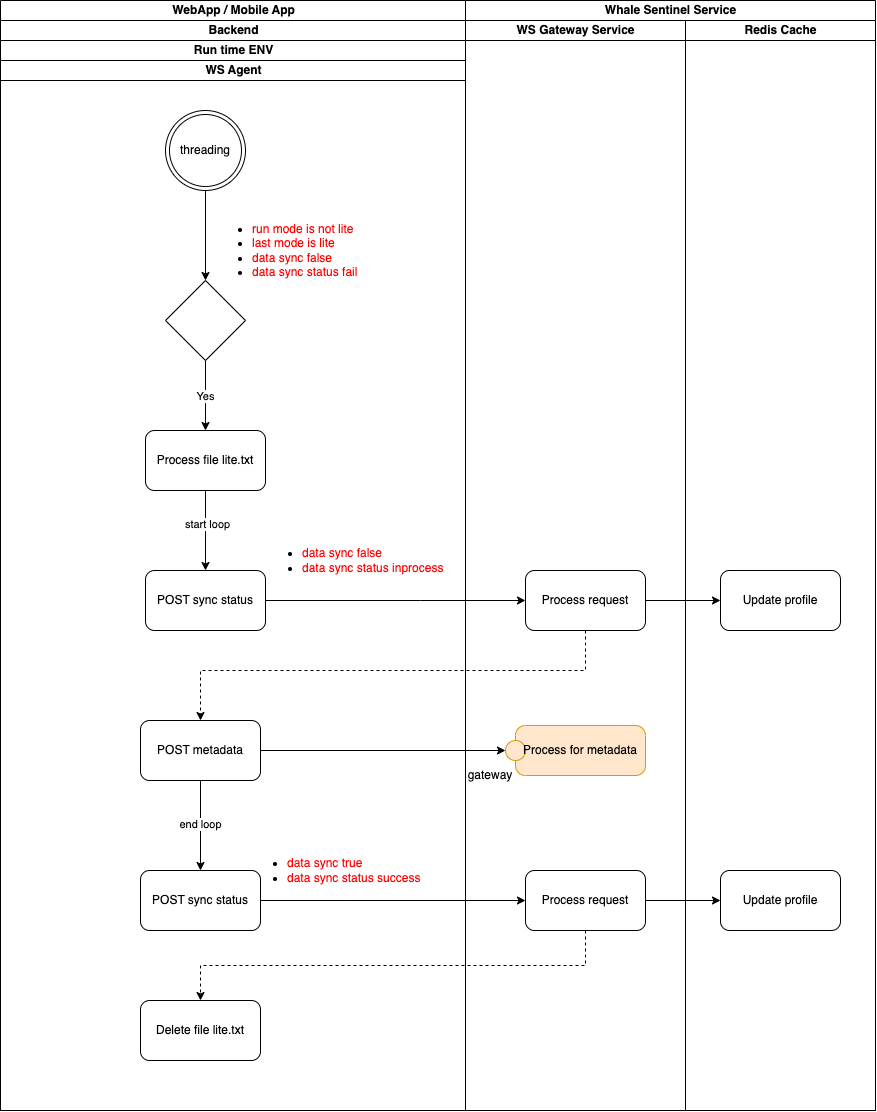 WebApp / Mobile App
Whale Sentinel Service
Backend
WS Gateway Service
Redis Cache
Run time ENV
WS Agent
threading
run mode is not lite
last mode is lite
data sync false
data sync status fail
Yes
Process file lite.txt
start loop
data sync false
data sync status inprocess
POST sync status
Process request
Update profile
POST metadata
Process for metadata
gateway
end loop
data sync true
data sync status success
POST sync status
Process request
Update profile
Delete file lite.txt